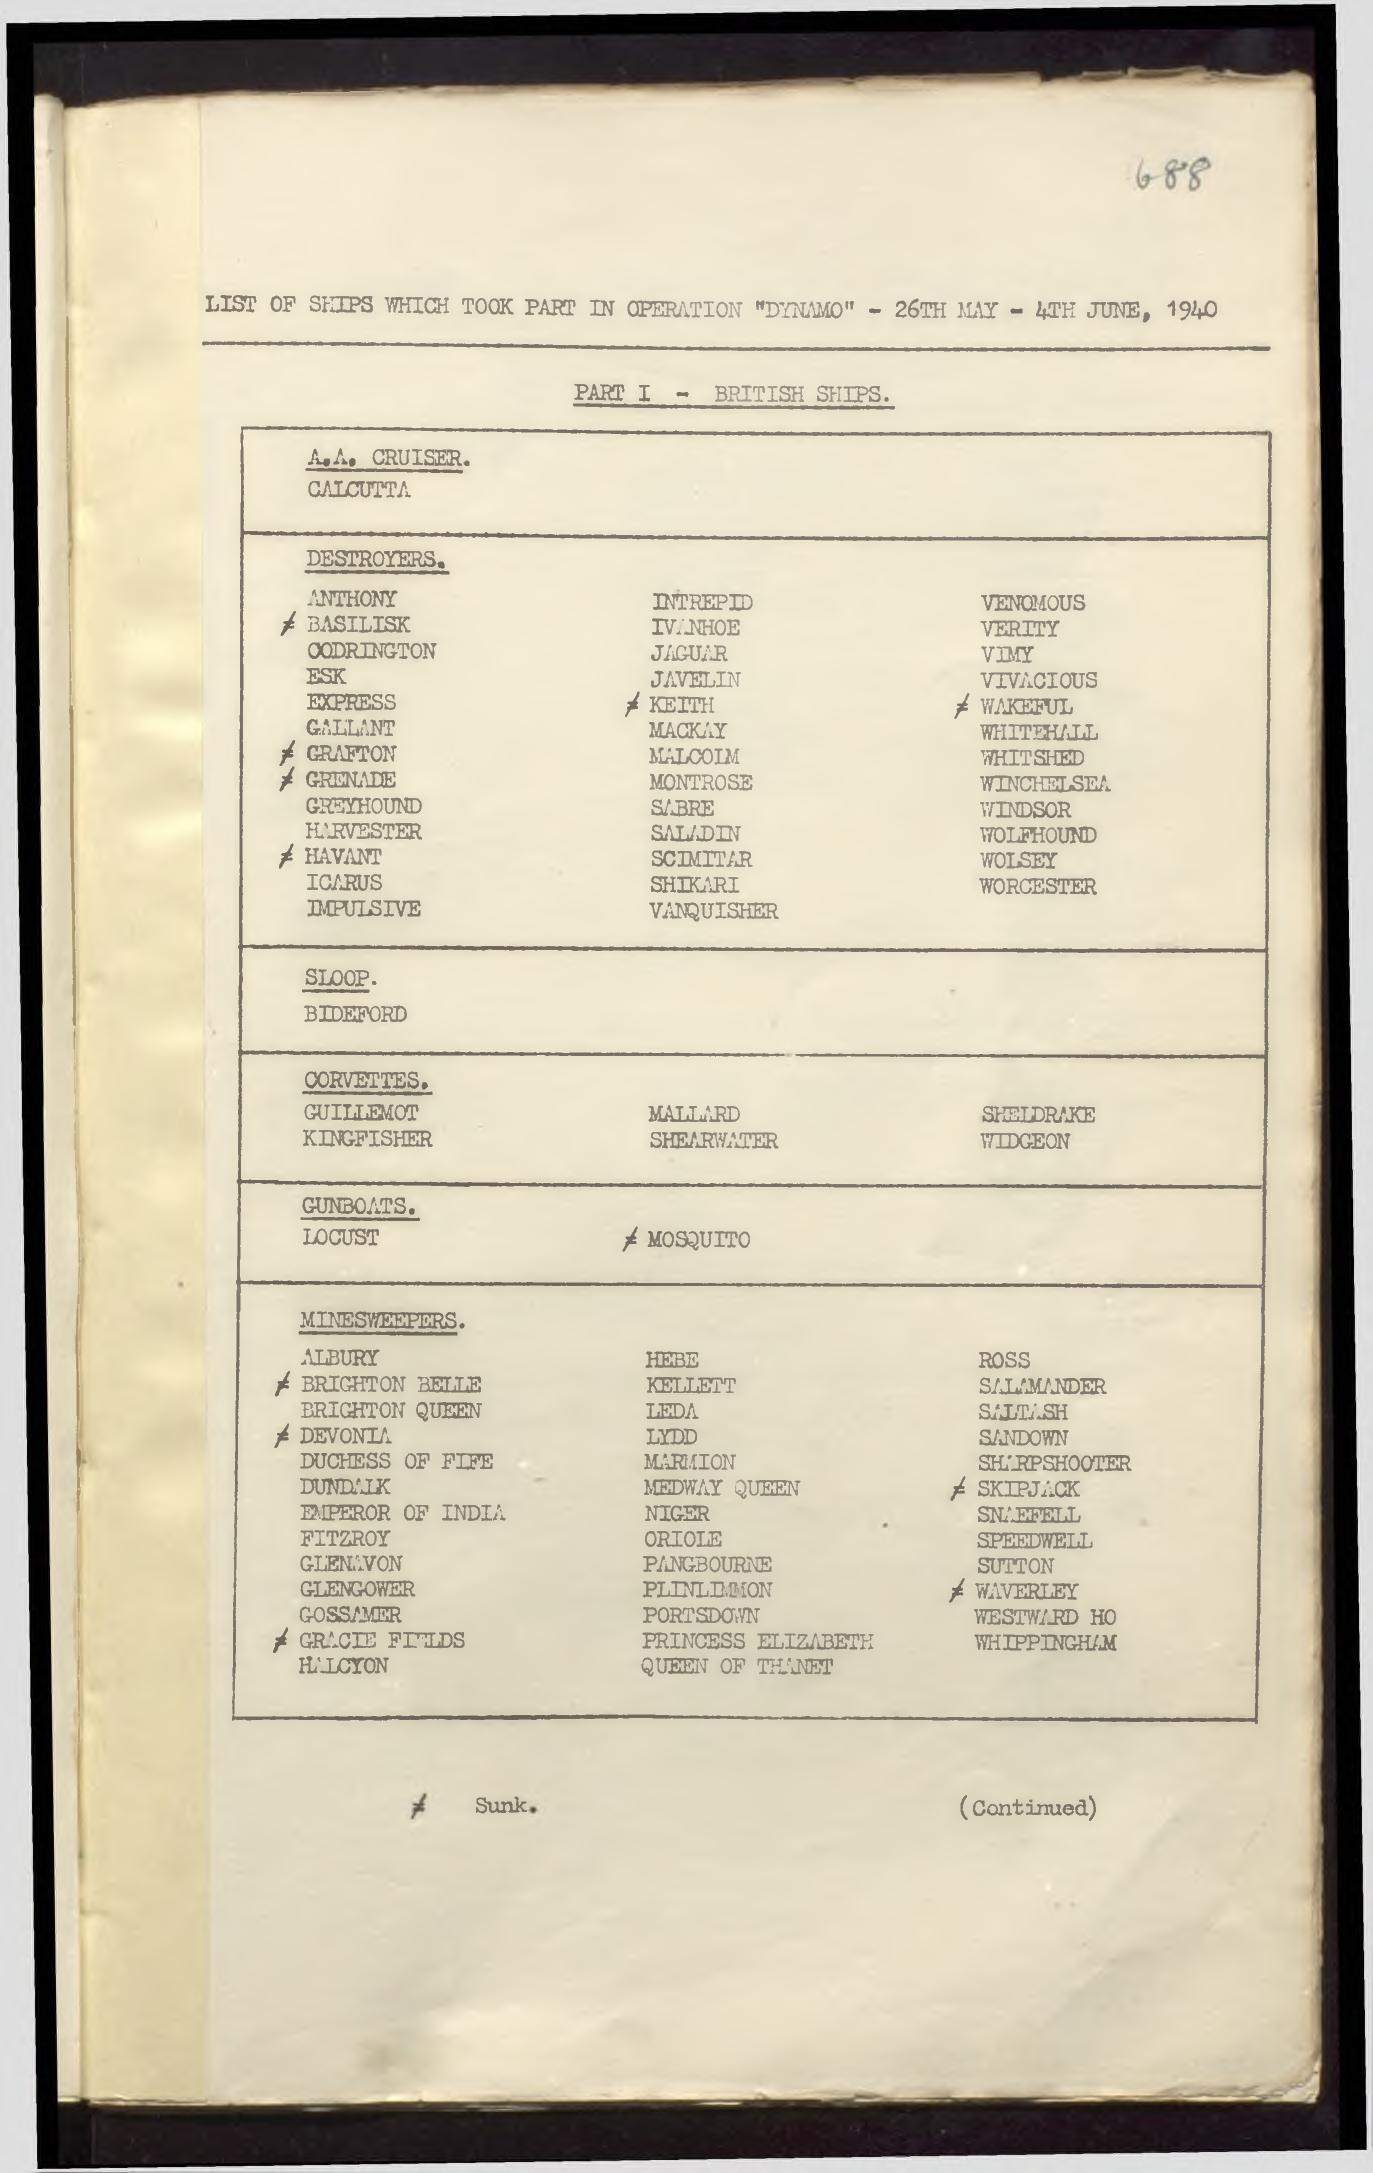 688
LIST OF SHIPS WHICH TOOK PART IN OPERATION "DYNAMO" - 26TH MAY - 4TH JUNE, 1940
PART I - BRITISH SHIPS.
A.A. CRUISER.
CALCUTTA
DESTROYERS.
ANTHONY INTREPID VENOMOUS
≠ BASILISK IVANHOE VERITY
CODRINGTON JAGUAR VIMY
ESK JAVELIN VIVACIOUS
EXPRESS ≠ KEITH ≠ WAKEFUL
GALLANT MACKAY WHITEHALL
≠ GRAFTON MALCOLM WHITSHED
≠ GRENADE MONTROSE WINCHELSEA
GREYHOUND SABRE WINDSOR
HARVESTER SALADIN WOLFHOUND
≠ HAVANT SCIMITAR WOLSEY
ICARUS SHIKARI WORCESTER
IMPULSIVE VANQUISHER
SLOOP.
BIDEFORD
CORVETTES.
GUILLEMOT MALLARD SHELDRAKE
KINGFISHER SHEARWATER WIDGEON
GUNBOATS.
LOCUST ≠ MOSQUITO
MINESWEEPERS.
ALBURY HEBE ROSS
≠ BRIGHTON BELLE KELLETT SALAMANDER
BRIGHTON QUEEN LEDA SALTASH
≠ DEVONIA LYDD SANDOWN
DUCHESS OF FIFE MARMION SHARPSHOOTER
DUNDALK MEDWAY QUEEN ≠ SKIPJACK
EMPEROR OF INDIA NIGER SNAEFELL
FITZROY ORIOLE SPEEDWELL
GLENAVON PANGBOURNE SUTTON
GLENGOWER PLINLIMMON ≠ WAVERLEY
GOSSAMER PORTSDOWN WESTWARD HO
≠ GRACIE FIELDS PRINCESS ELIZABETH WHIPPINGHAM
HALCYON QUEEN OF THANET
≠ Sunk. (Continued)